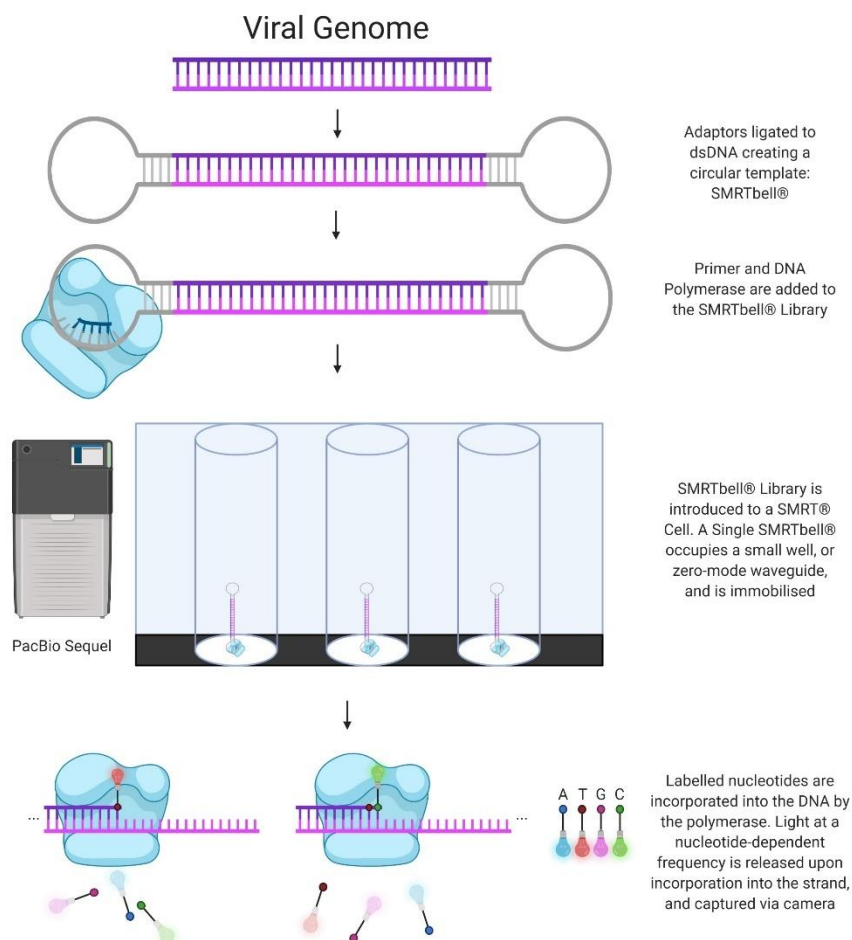 Viral Genome
Adaptors ligated to
dsDNA creating a
circular template:
SMRTbell®
Primer and DNA
Polymerase are added to
the SMRTbell® Library
SMRTbell® Library is
introduced to a SMRT®
Cell. A Single SMRTbell®
occupies a small well, or
zero-mode waveguide,
and is immobilised
PacBio Sequel
...
...
A T G C
Labelled nucleotides are
incorporated into the DNA by
the polymerase. Light at a
nucleotide-dependent
frequency is released upon
incorporation into the strand,
and captured via camera